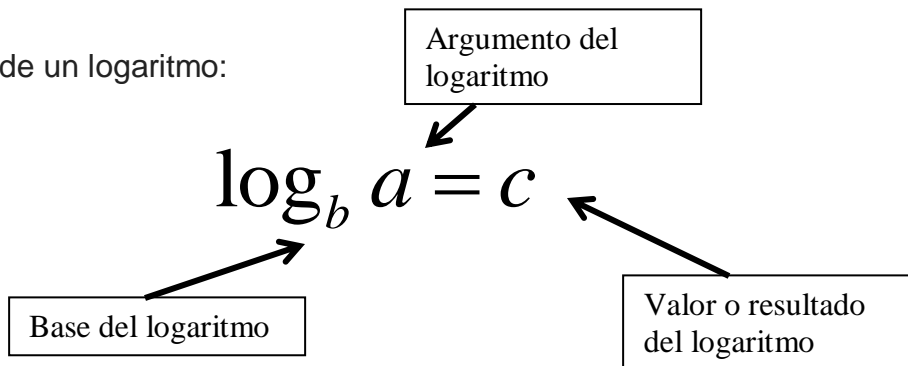 Argumento del
logaritmo
de un logaritmo:
log_b a = c
Base del logaritmo
Valor o resultado
del logaritmo